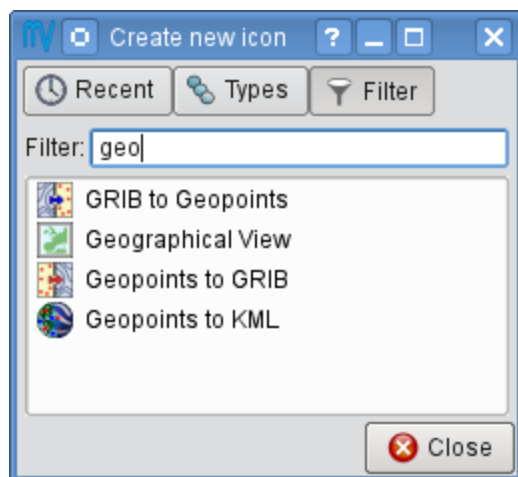 MV Create new icon ?
Recent Types Filter
Filter: geo
GRIB to Geopoints
Geographical View
Geopoints to GRIB
Geopoints to KML
Close